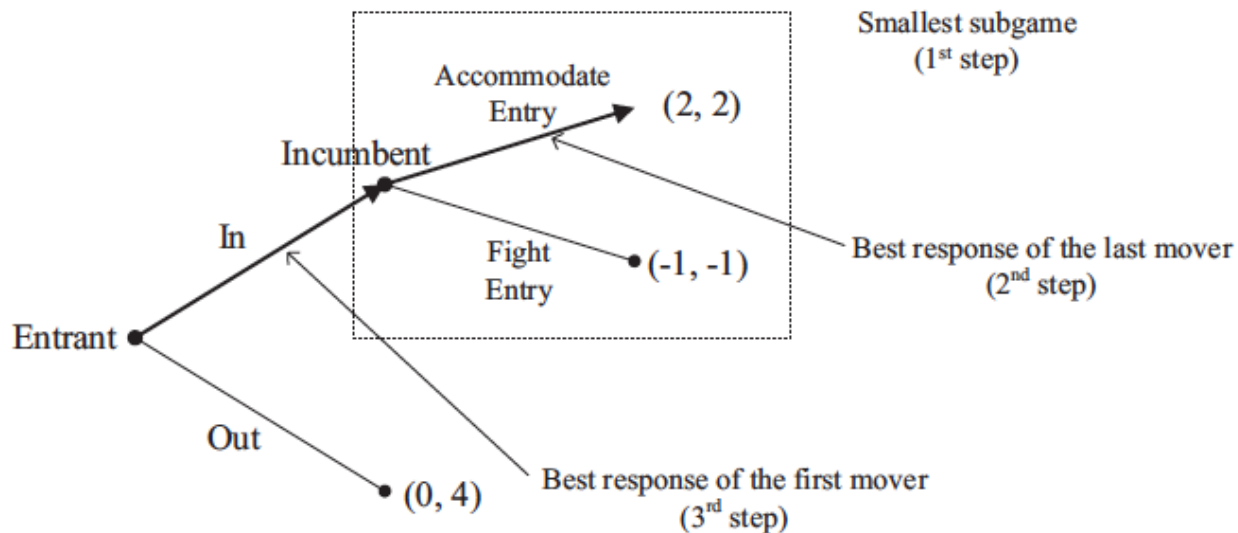 Smallest subgame
(1st step)
Accommodate
Entry
(2, 2)
Incumbent
In
Fight
Entry
(-1, -1)
Best response of the last mover
(2nd step)
Entrant
Out
(0, 4)
Best response of the first mover
(3rd step)